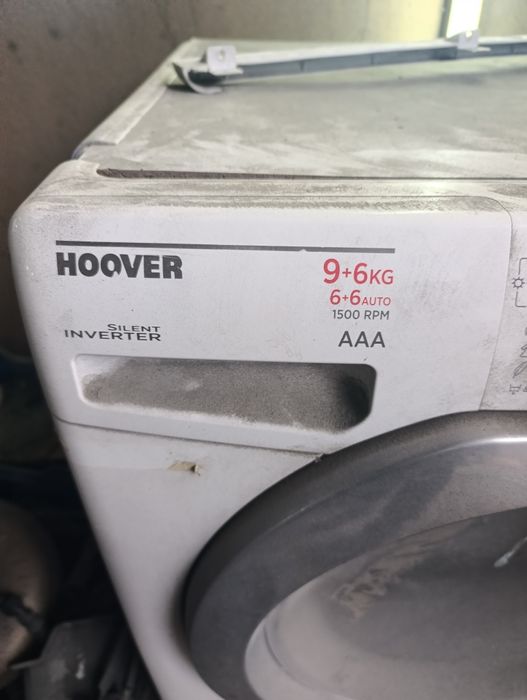 HOOVER
9+6KG
6+6AUTO
1500 RPM
SILENT
INVERTER
AAA